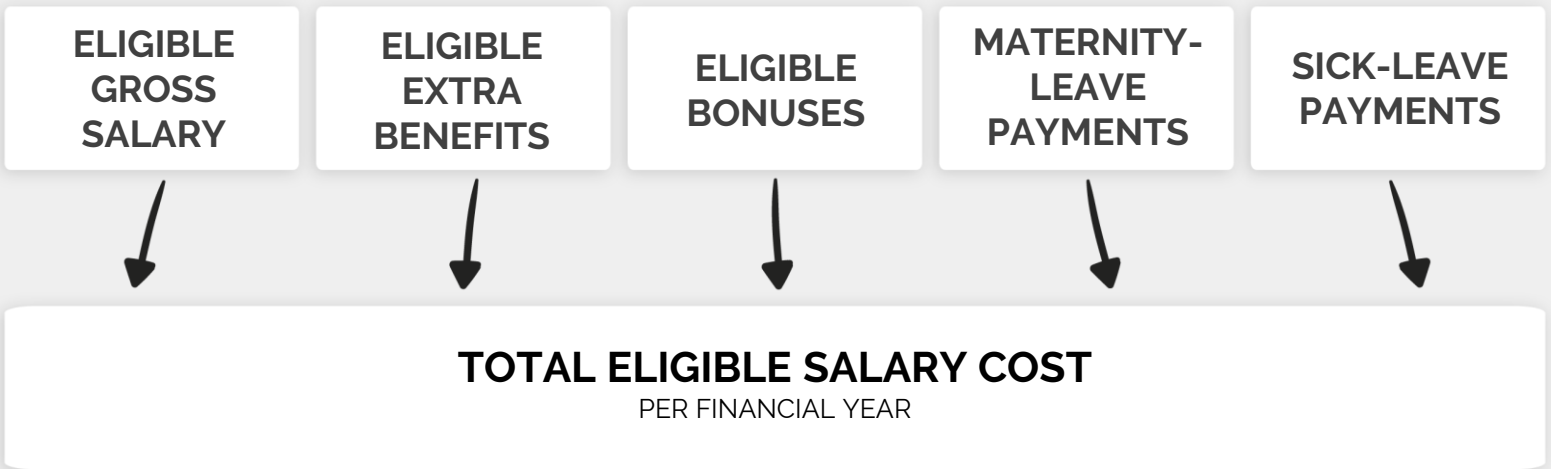 ELIGIBLE
GROSS
SALARY
ELIGIBLE
EXTRA
BENEFITS
ELIGIBLE
BONUSES
MATERNITY-
LEAVE
PAYMENTS
SICK-LEAVE
PAYMENTS
TOTAL ELIGIBLE SALARY COST
PER FINANCIAL YEAR